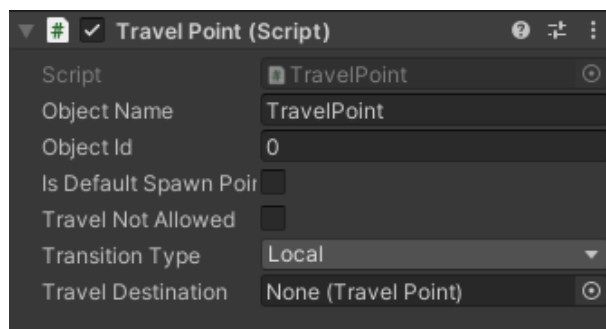 Travel Point (Script)
Script TravelPoint
Object Name TravelPoint
Object Id 0
Is Default Spawn Poir
Travel Not Allowed
Transition Type Local
Travel Destination None (Travel Point)